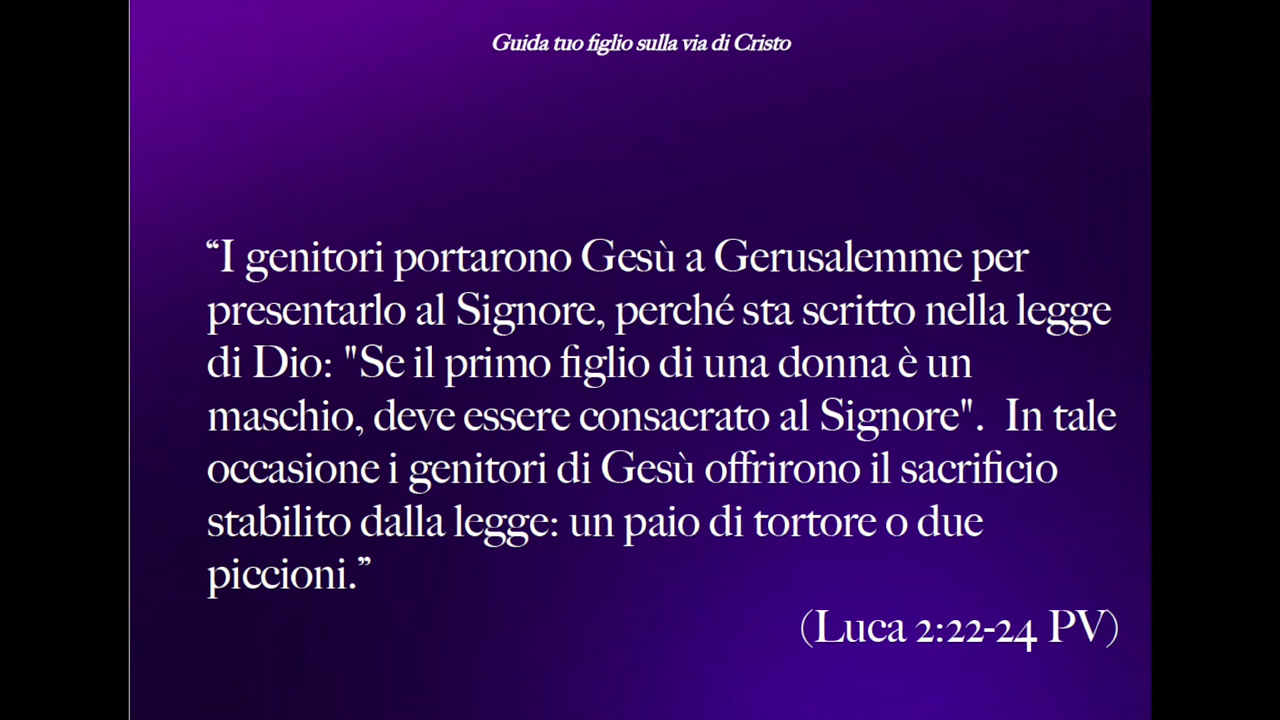 Guida tuo figlio sulla via di Cristo
“I genitori portarono Gesù a Gerusalemme per
presentarlo al Signore, perché sta scritto nella legge
di Dio: "Se il primo figlio di una donna è un
maschio, deve essere consacrato al Signore".  In tale
occasione i genitori di Gesù offrirono il sacrificio
stabilito dalla legge: un paio di tortore o due
piccioni.”
(Luca 2:22-24 PV)